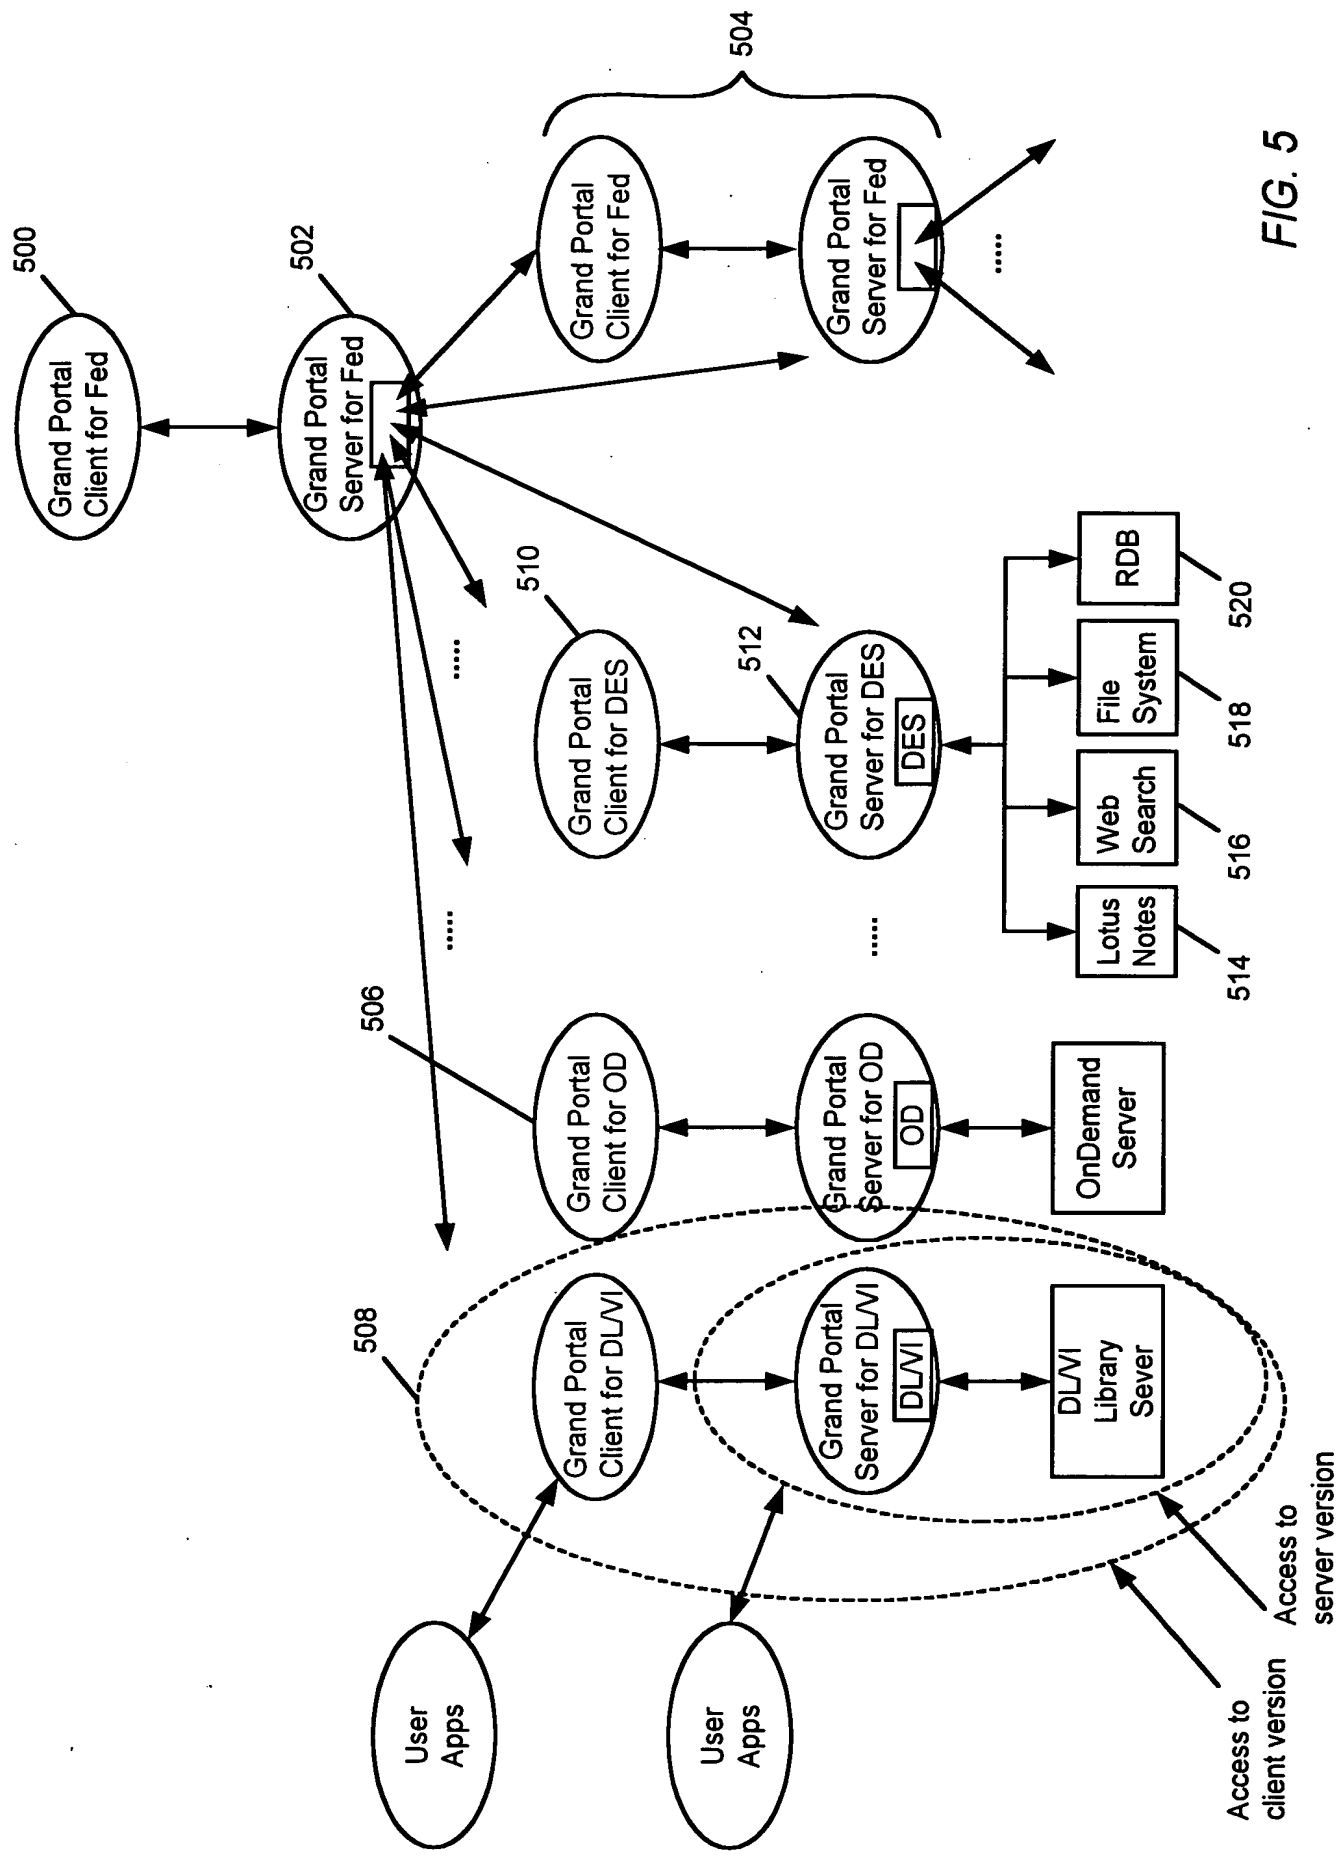 500
Grand Portal
Client for Fed
502
Grand Portal
Server for Fed
504
Grand Portal
Client for Fed
Grand Portal
Server for Fed
.....
.....
.....
510
Grand Portal
Client for DES
512
Grand Portal
Server for DES
DES
.....
Lotus
Notes
514
Web
Search
516
File
System
518
RDB
520
506
Grand Portal
Client for OD
Grand Portal
Server for OD
OD
OnDemand
Server
508
Grand Portal
Client for DL/VI
Grand Portal
Server for DL/VI
DL/VI
DL/VI
Library
Sever
User
Apps
User
Apps
Access to
client version
Access to
server version
FIG. 5